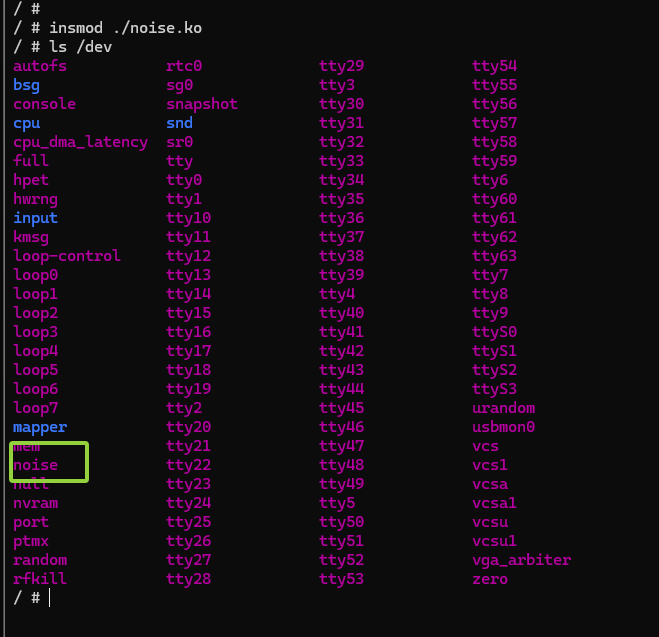 / #
/ # insmod ./noise.ko
/ # ls /dev
autofs rtc0 tty29 tty54
bsg sg0 tty3 tty55
console snapshot tty30 tty56
cpu snd tty31 tty57
cpu_dma_latency sr0 tty32 tty58
full tty tty33 tty59
hpet tty0 tty34 tty6
hwrng tty1 tty35 tty60
input tty10 tty36 tty61
kmsg tty11 tty37 tty62
loop-control tty12 tty38 tty63
loop0 tty13 tty39 tty7
loop1 tty14 tty4 tty8
loop2 tty15 tty40 tty9
loop3 tty16 tty41 ttyS0
loop4 tty17 tty42 ttyS1
loop5 tty18 tty43 ttyS2
loop6 tty19 tty44 ttyS3
loop7 tty2 tty45 urandom
mapper tty20 tty46 usbmon0
mem tty21 tty47 vcs
noise tty22 tty48 vcs1
null tty23 tty49 vcsa
nvram tty24 tty5 vcsa1
port tty25 tty50 vcsu
ptmx tty26 tty51 vcsu1
random tty27 tty52 vga_arbiter
rfkill tty28 tty53 zero
/ #